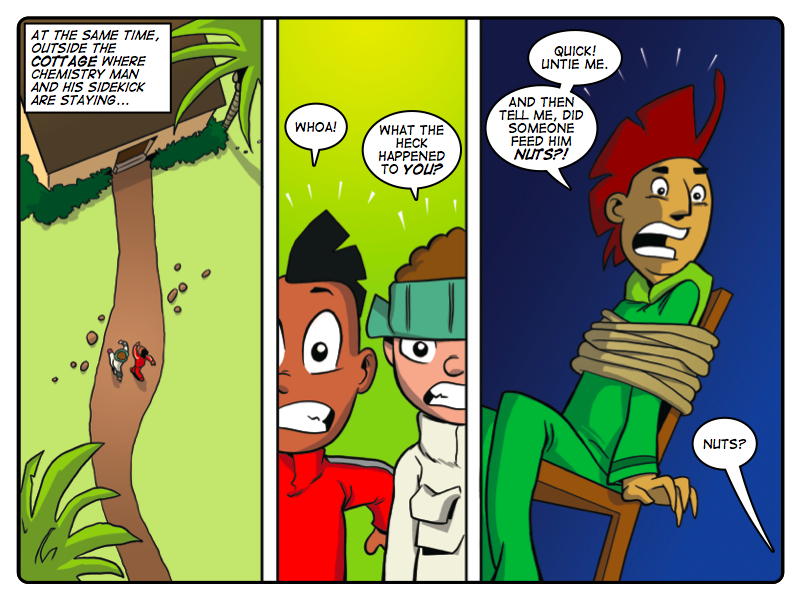 AT THE SAME TIME,
OUTSIDE THE
COTTAGE WHERE
CHEMISTRY MAN
AND HIS SIDEKICK
ARE STAYING...
WHOA!
WHAT THE
HECK
HAPPENED
TO YOU?
QUICK!
UNTIE ME.
AND THEN
TELL ME, DID
SOMEONE
FEED HIM
NUTS?!
NUTS?